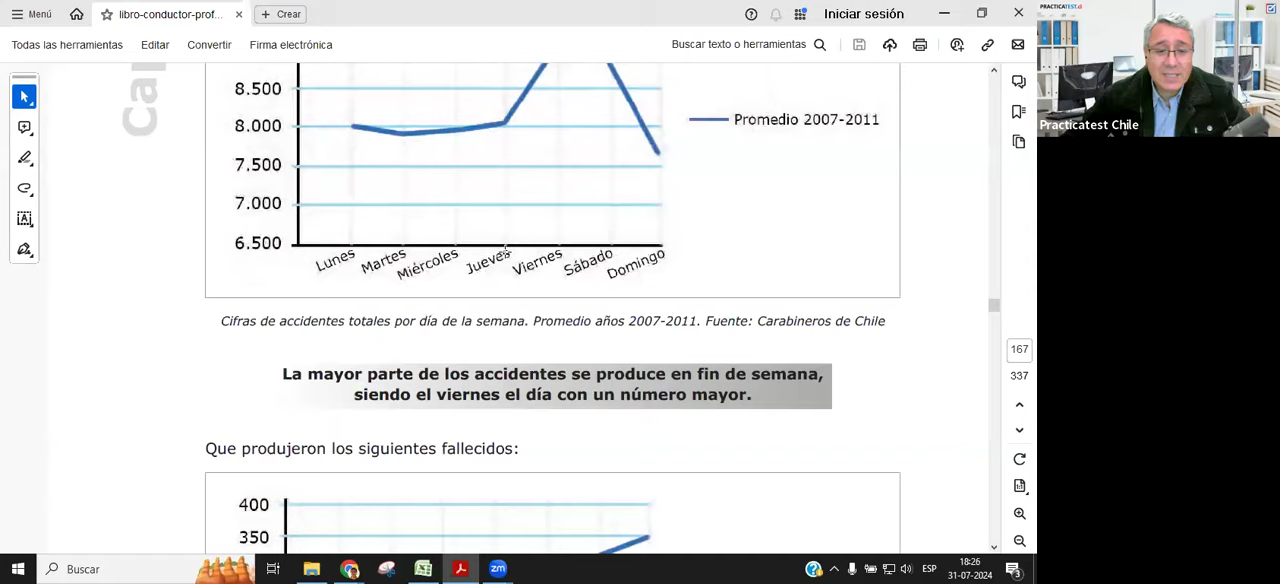 Menú
libro-conductor-prof...
Crear
Iniciar sesión
Todas las herramientas
Editar
Convertir
Firma electrónica
Buscar texto o herramientas
PRACTICATEST.cl
Practicatest Chile
Ca
8.500
8.000
7.500
7.000
6.500
Promedio 2007-2011
Lunes
Martes
Miércoles
Jueves
Viernes
Sábado
Domingo
Cifras de accidentes totales por día de la semana. Promedio años 2007-2011. Fuente: Carabineros de Chile
La mayor parte de los accidentes se produce en fin de semana,
siendo el viernes el día con un número mayor.
Que produjeron los siguientes fallecidos:
400
350
167
337
Buscar
zm
ESP
18:26
31-07-2024
3